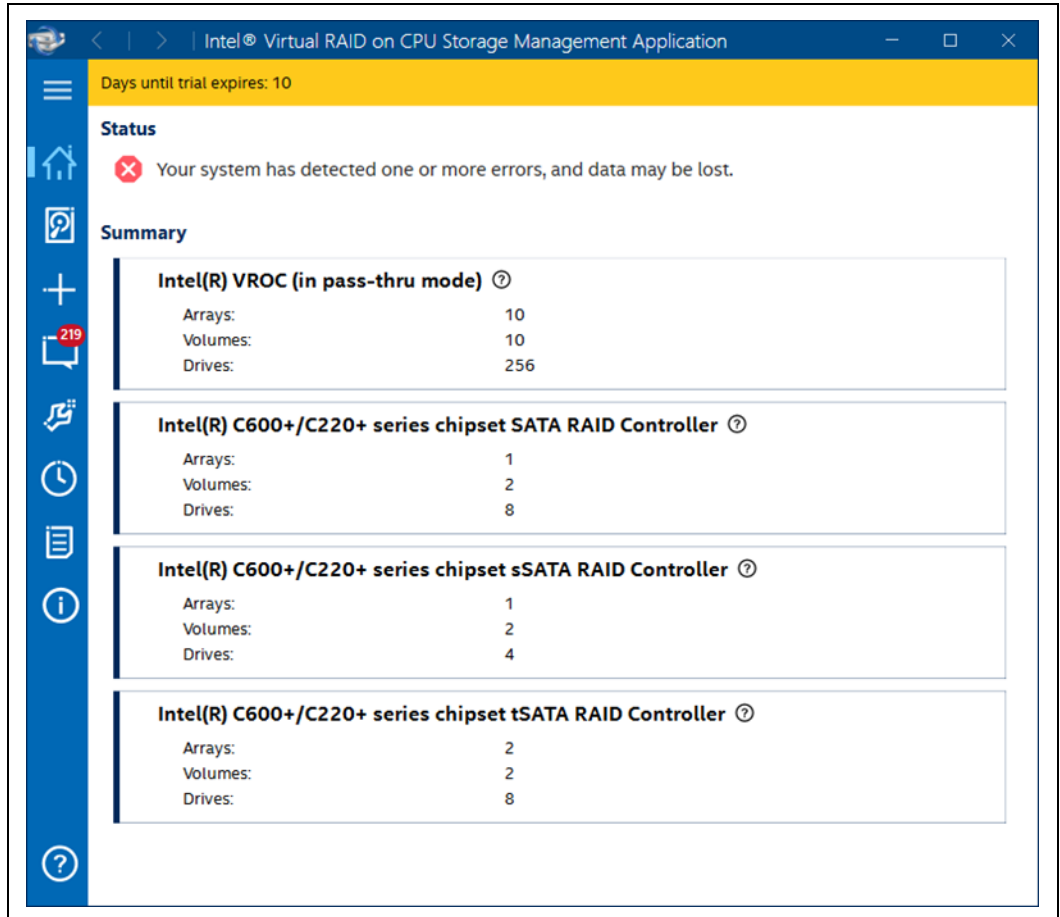 Intel® Virtual RAID on CPU Storage Management Application
Days until trial expires: 10
Status
Your system has detected one or more errors, and data may be lost.
219
Summary
Intel(R) VROC (in pass-thru mode) ?
Arrays: 10
Volumes: 10
Drives: 256
Intel(R) C600+/C220+ series chipset SATA RAID Controller ?
Arrays: 1
Volumes: 2
Drives: 8
Intel(R) C600+/C220+ series chipset sSATA RAID Controller ?
Arrays: 1
Volumes: 2
Drives: 4
Intel(R) C600+/C220+ series chipset tSATA RAID Controller ?
Arrays: 2
Volumes: 2
Drives: 8
?